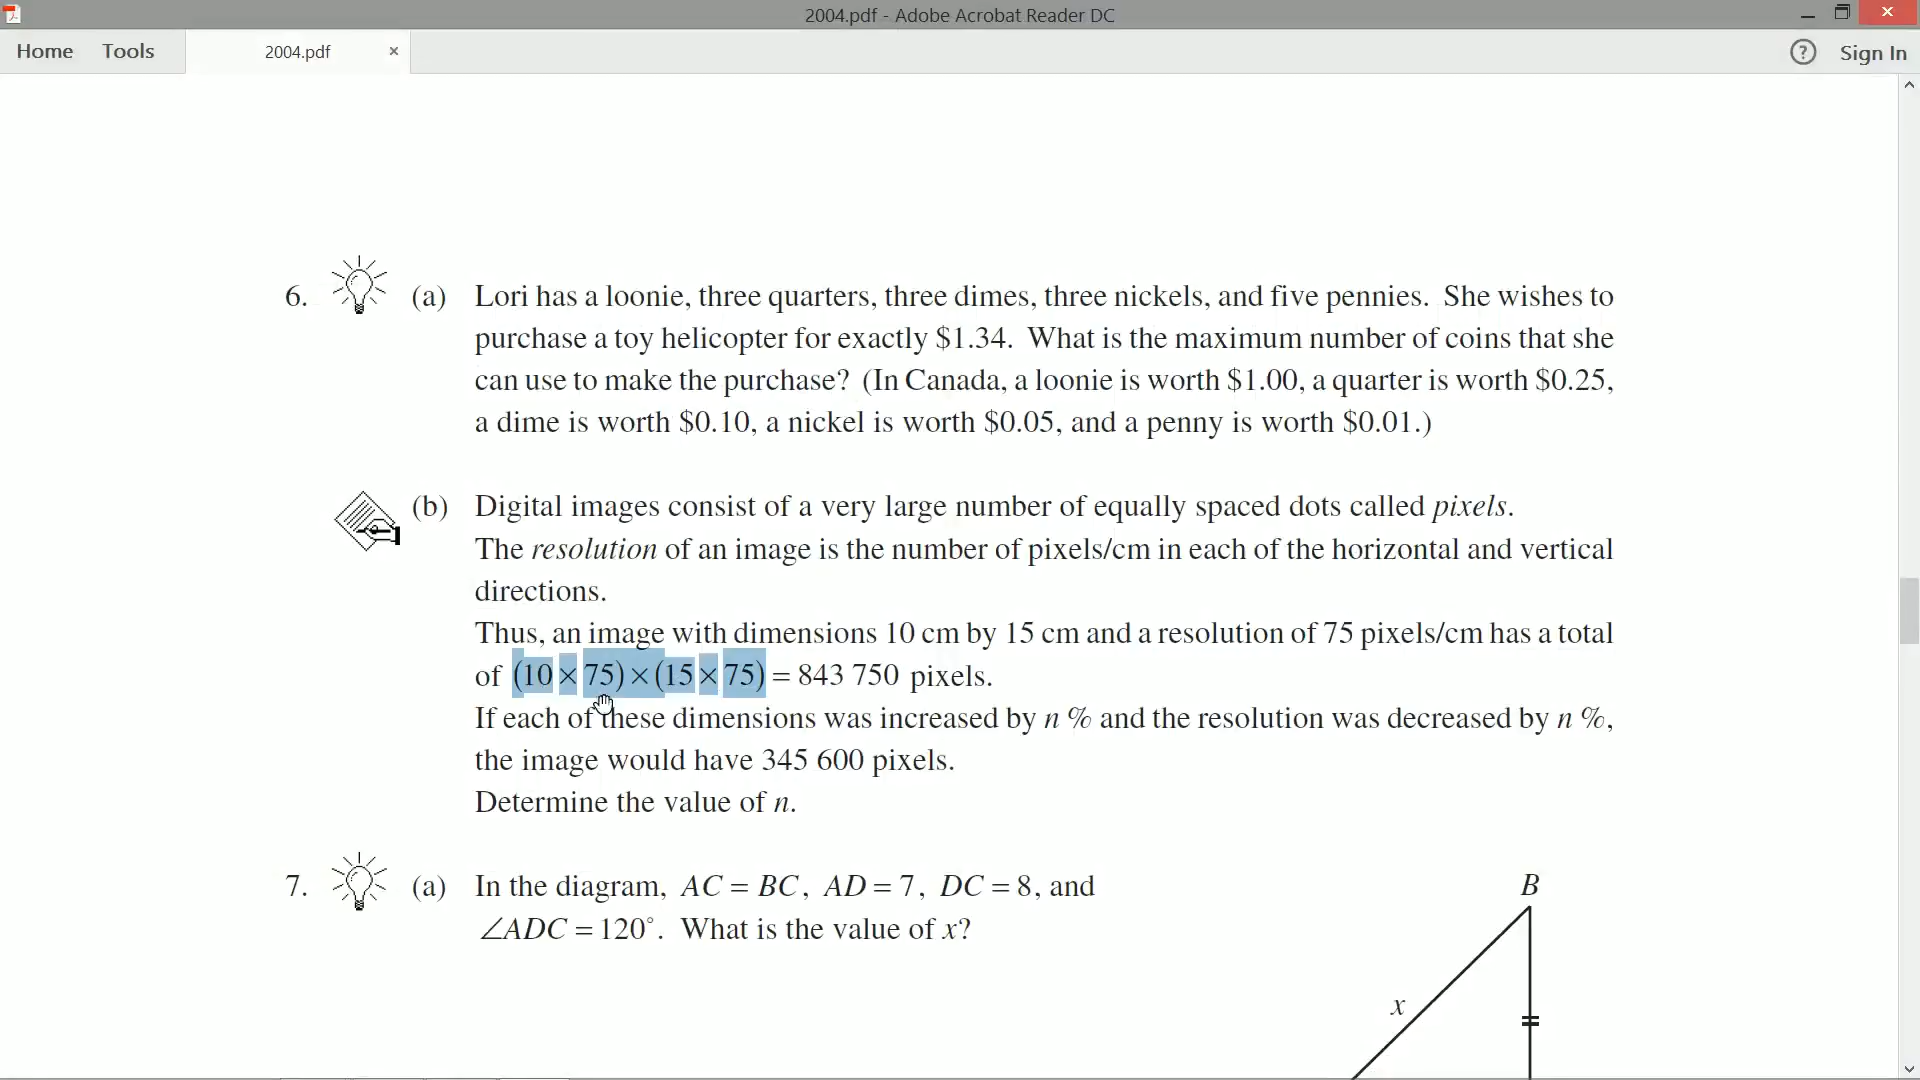 2004.pdf - Adobe Acrobat Reader DC
Home Tools 2004.pdf × ? Sign In
6. (a) Lori has a loonie, three quarters, three dimes, three nickels, and five pennies. She wishes to
purchase a toy helicopter for exactly $1.34. What is the maximum number of coins that she
can use to make the purchase? (In Canada, a loonie is worth $1.00, a quarter is worth $0.25,
a dime is worth $0.10, a nickel is worth $0.05, and a penny is worth $0.01.)
(b) Digital images consist of a very large number of equally spaced dots called pixels.
The resolution of an image is the number of pixels/cm in each of the horizontal and vertical
directions.
Thus, an image with dimensions 10 cm by 15 cm and a resolution of 75 pixels/cm has a total
of (10 × 75) × (15 × 75) = 843 750 pixels.
If each of these dimensions was increased by n % and the resolution was decreased by n %,
the image would have 345 600 pixels.
Determine the value of n.
7. (a) In the diagram, AC = BC, AD = 7, DC = 8, and
∠ADC = 120°. What is the value of x?
B
x